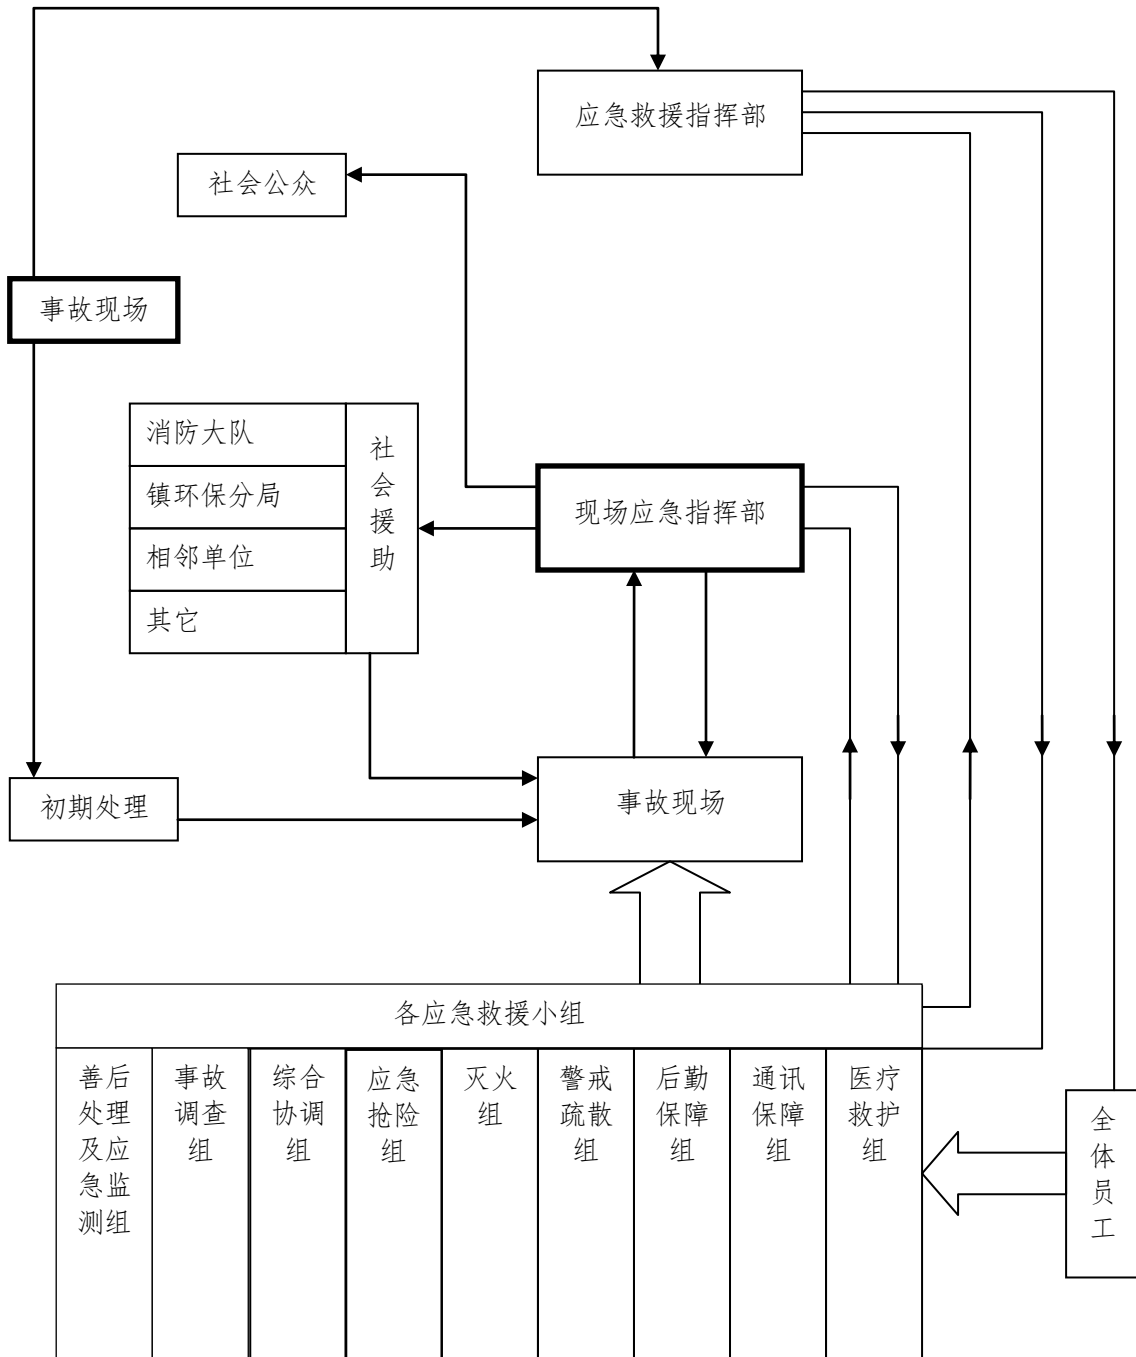 应急救援指挥部
社会公众
事故现场
消防大队
镇环保分局
相邻单位
其它
社
会
援
助
现场应急指挥部
初期处理
事故现场
各应急救援小组
善后
处理
及应
急监
测组
事故
调查
组
综合
协调
组
应急
抢险
组
灭火
组
警戒
疏散
组
后勤
保障
组
通讯
保障
组
医疗
救护
组
全
体
员
工